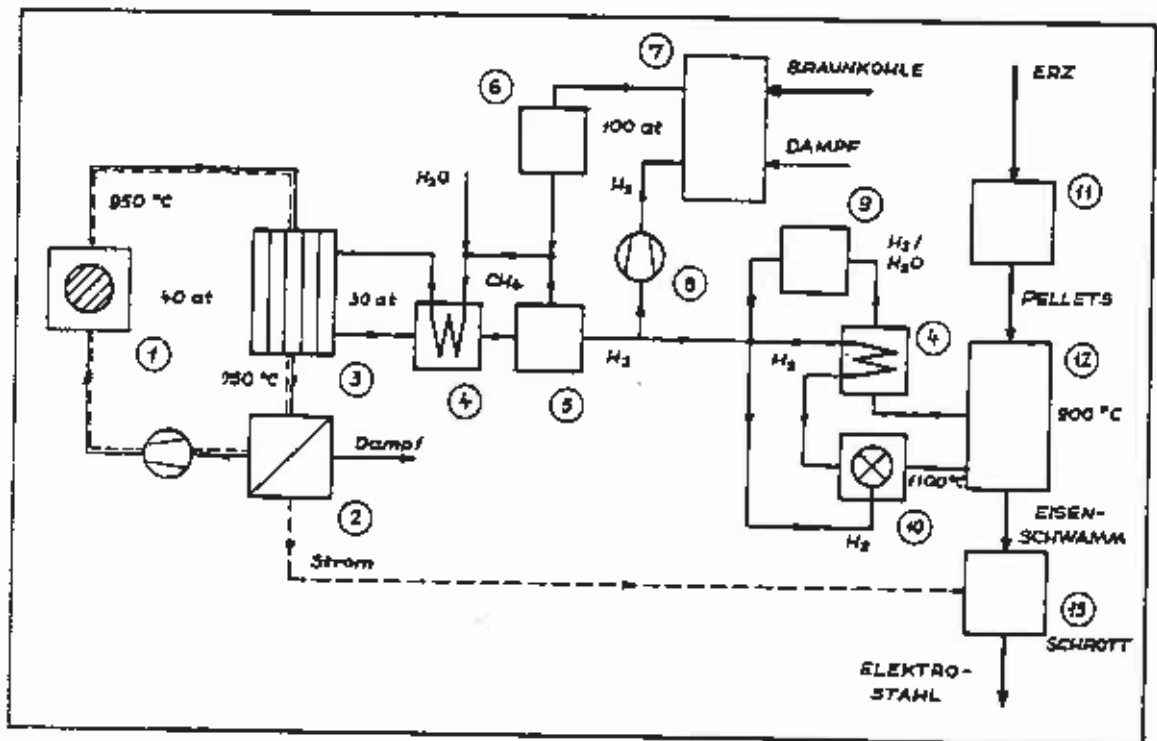 7
BRAUNKOHLE
ERZ
6
100 at
DAMPF
H₂O
H₂
950 °C
9
11
H₂/
H₂O
40 at
30 at
CH₄
8
PELLETS
1
4
12
H₂
H₂
3
950 °C
4
5
900 °C
Dampf
1100 °C
2
10
EISEN-
SCHWAMM
H₂
Strom
13
SCHROTT
ELEKTRO-
STAHL